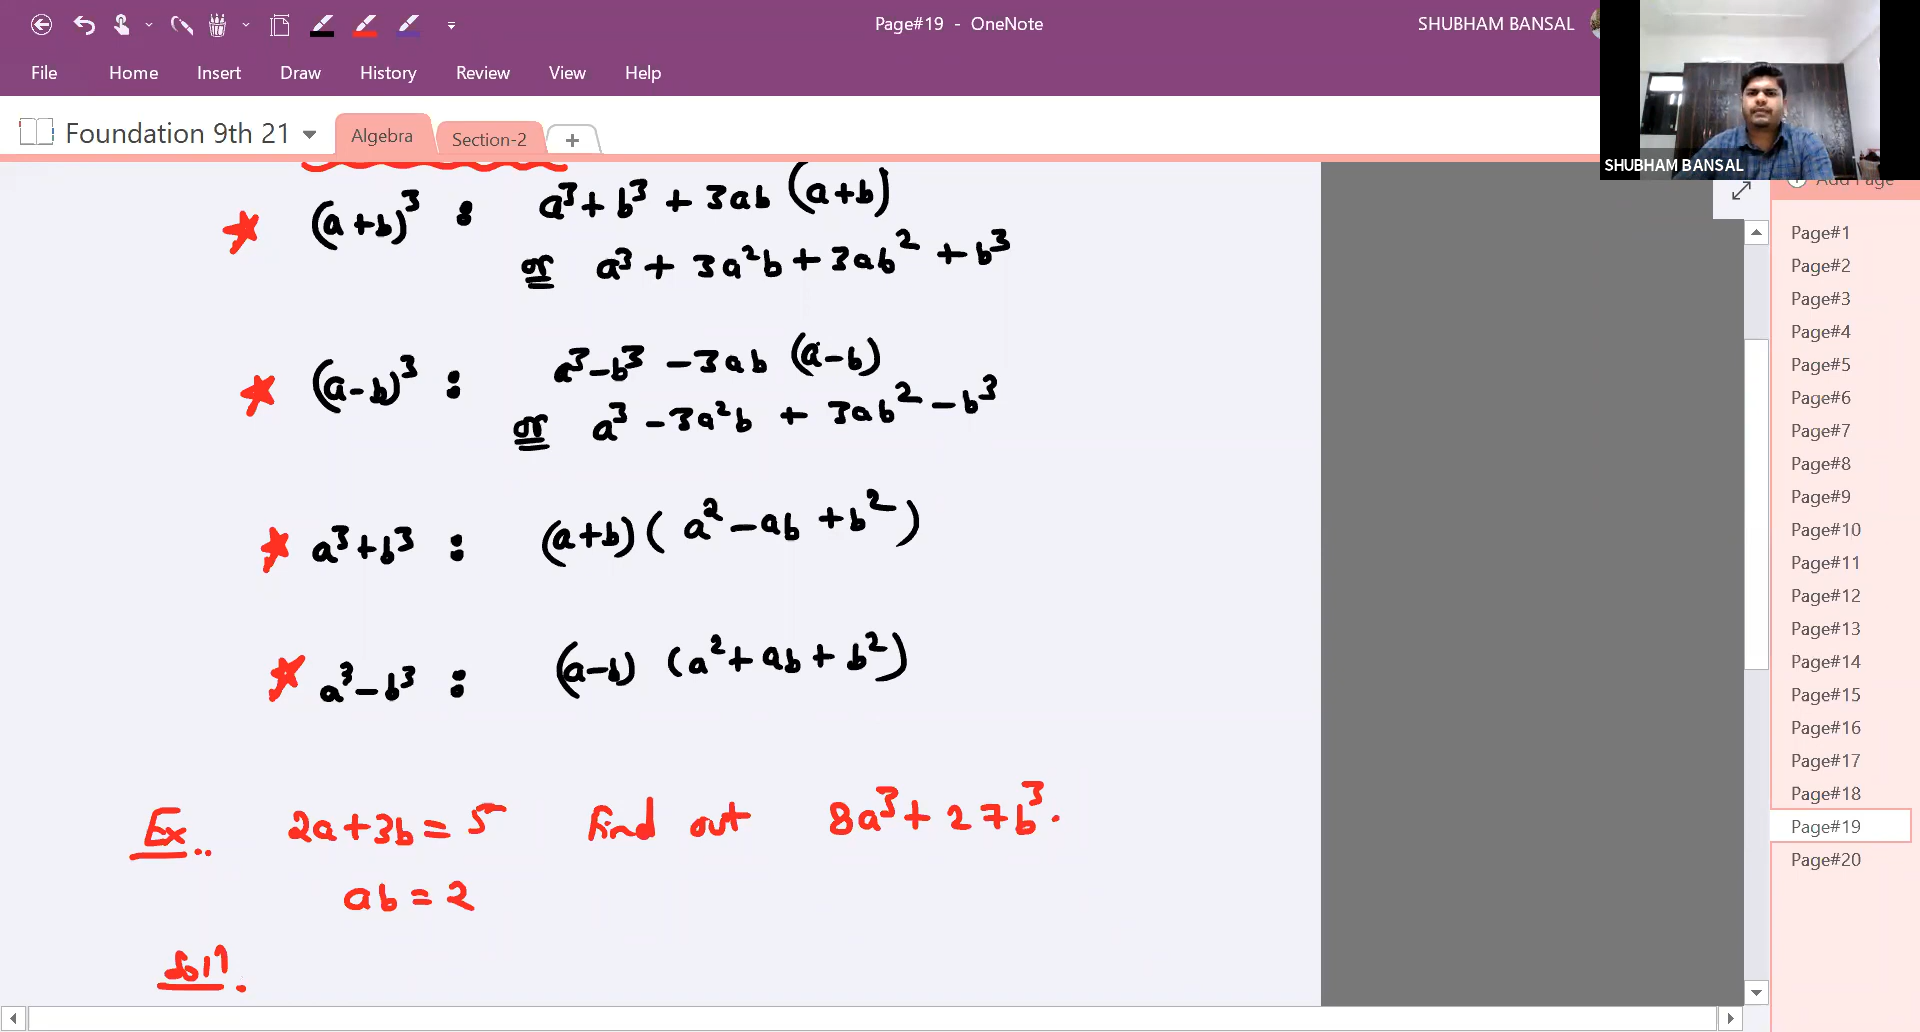 Page#19 - OneNote
SHUBHAM BANSAL
File Home Insert Draw History Review View Help
SHUBHAM BANSAL
Foundation 9th 21
Algebra
Section-2
+
Add Page
(a+b)³ : a³+b³ + 3ab (a+b)
or a³ + 3a²b + 3ab² + b³
(a-b)³ : a³-b³ -3ab (a-b)
or a³ -3a²b + 3ab² - b³
a³+b³ : (a+b) (a² -ab +b²)
a³-b³ : (a-b) (a²+ab+b²)
Ex.. 2a+3b=5 find out 8a³+27b³.
ab=2
Solⁿ.
Page#1
Page#2
Page#3
Page#4
Page#5
Page#6
Page#7
Page#8
Page#9
Page#10
Page#11
Page#12
Page#13
Page#14
Page#15
Page#16
Page#17
Page#18
Page#19
Page#20